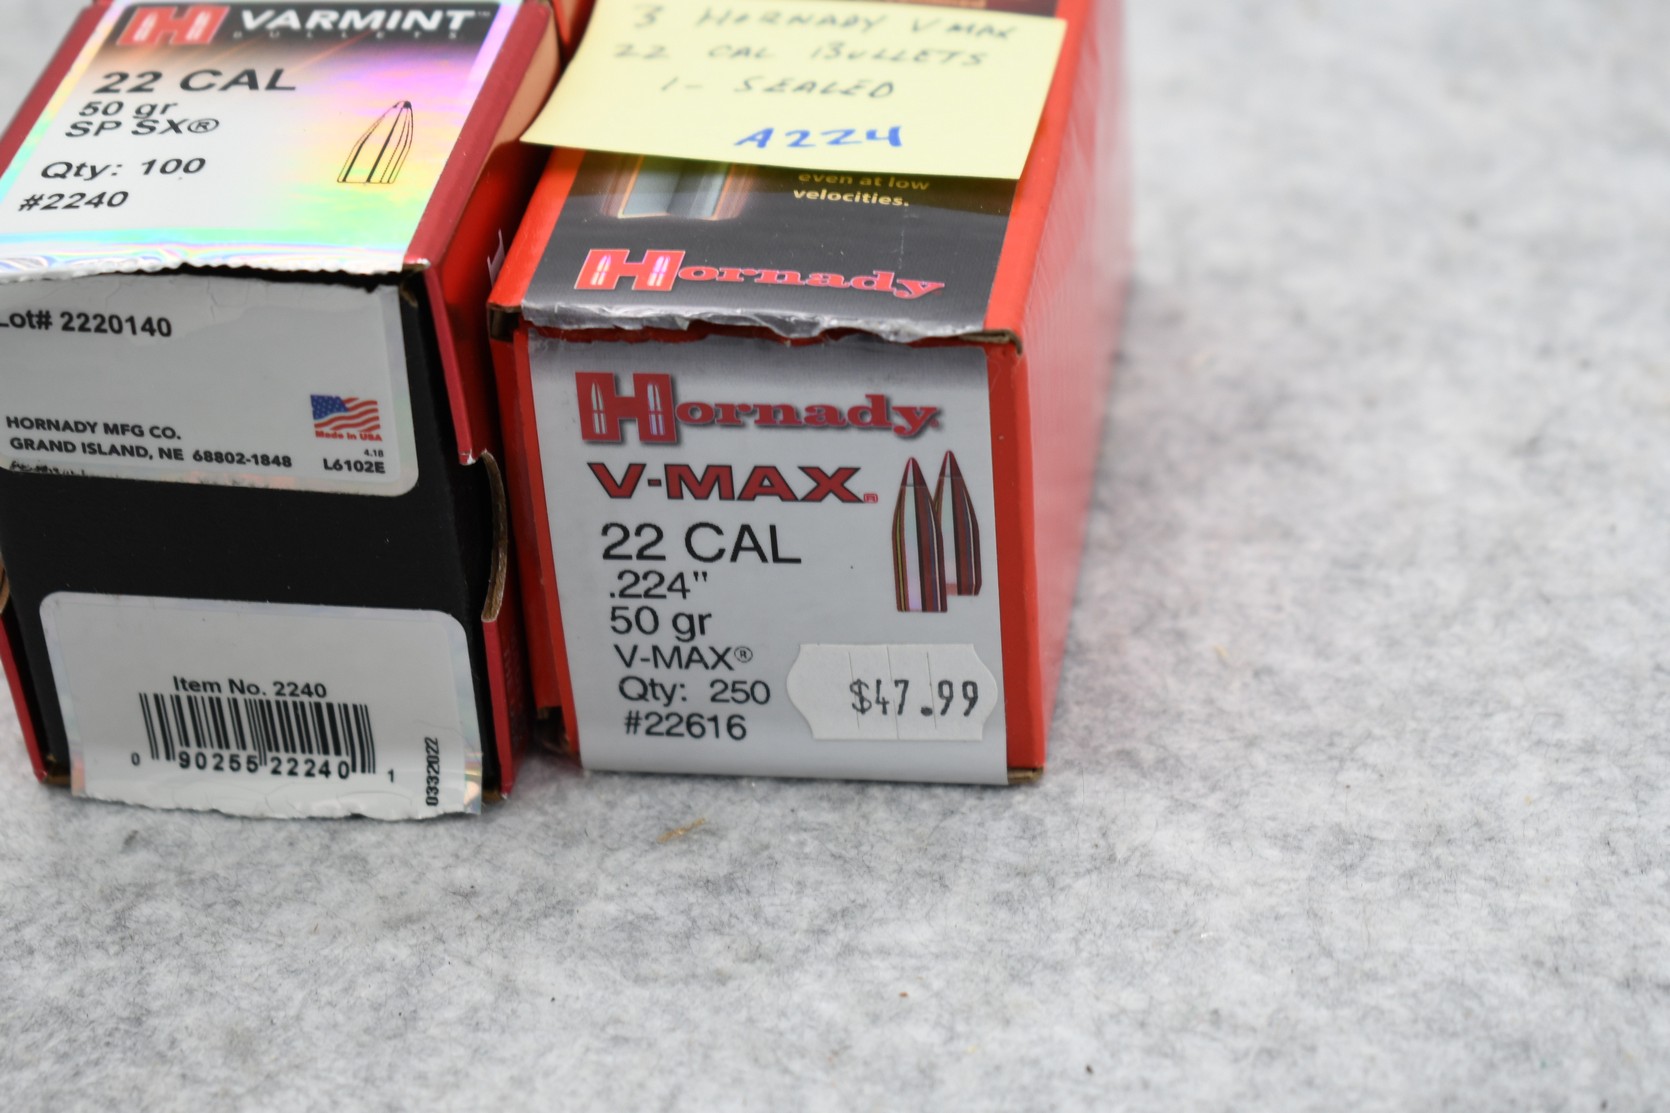 H VARMINT™
BULLETS
22 CAL
50 gr
SP SX®
Qty: 100
#2240
Lot# 2220140
HORNADY MFG CO.
GRAND ISLAND, NE 68802-1848
Made in USA
4.18
L6102E
Item No. 2240
0 90255 22240 1
0332022
3 HORNADY V MAX
22 CAL BULLETS
1- SEALED
A224
even at low
velocities.
Hornady
Hornady
V-MAX®
22 CAL
.224"
50 gr
V-MAX®
Qty: 250
#22616
$47.99